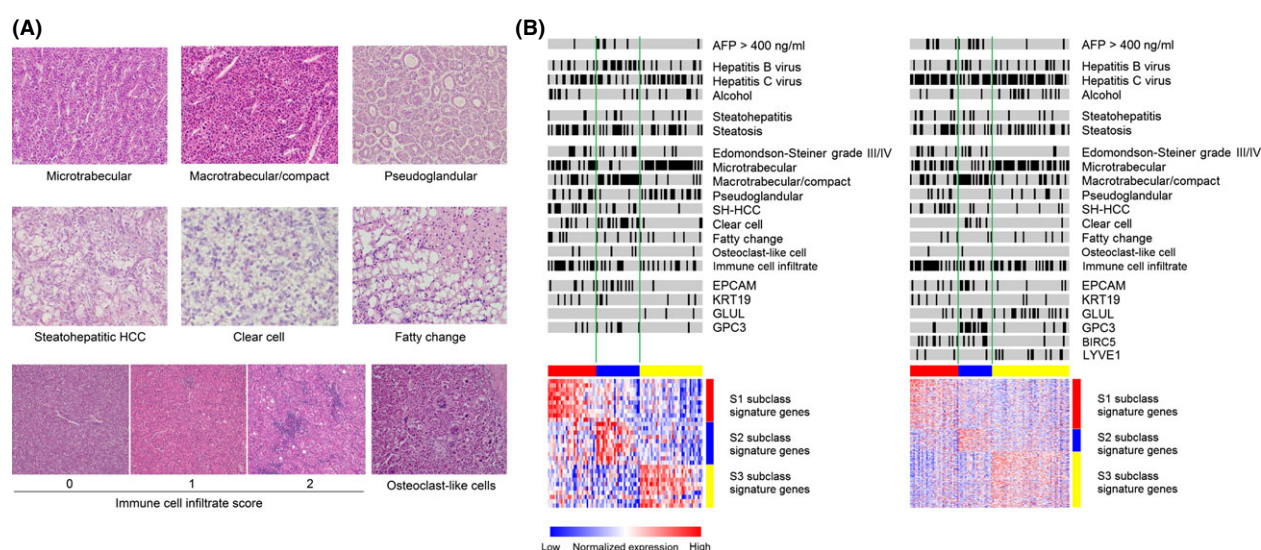 (A)
Microtrabecular
Macrotrabecular/compact
Pseudoglandular
Steatohepatitic HCC
Clear cell
Fatty change
0
1
2
Immune cell infiltrate score
Osteoclast-like cells
(B)
AFP > 400 ng/ml
Hepatitis B virus
Hepatitis C virus
Alcohol
Steatohepatitis
Steatosis
Edomondson-Steiner grade III/IV
Microtrabecular
Macrotrabecular/compact
Pseudoglandular
SH-HCC
Clear cell
Fatty change
Osteoclast-like cell
Immune cell infiltrate
EPCAM
KRT19
GLUL
GPC3
S1 subclass
signature genes
S2 subclass
signature genes
S3 subclass
signature genes
Low Normalized expression High
AFP > 400 ng/ml
Hepatitis B virus
Hepatitis C virus
Alcohol
Steatohepatitis
Steatosis
Edomondson-Steiner grade III/IV
Microtrabecular
Macrotrabecular/compact
Pseudoglandular
SH-HCC
Clear cell
Fatty change
Osteoclast-like cell
Immune cell infiltrate
EPCAM
KRT19
GLUL
GPC3
BIRC5
LYVE1
S1 subclass
signature genes
S2 subclass
signature genes
S3 subclass
signature genes